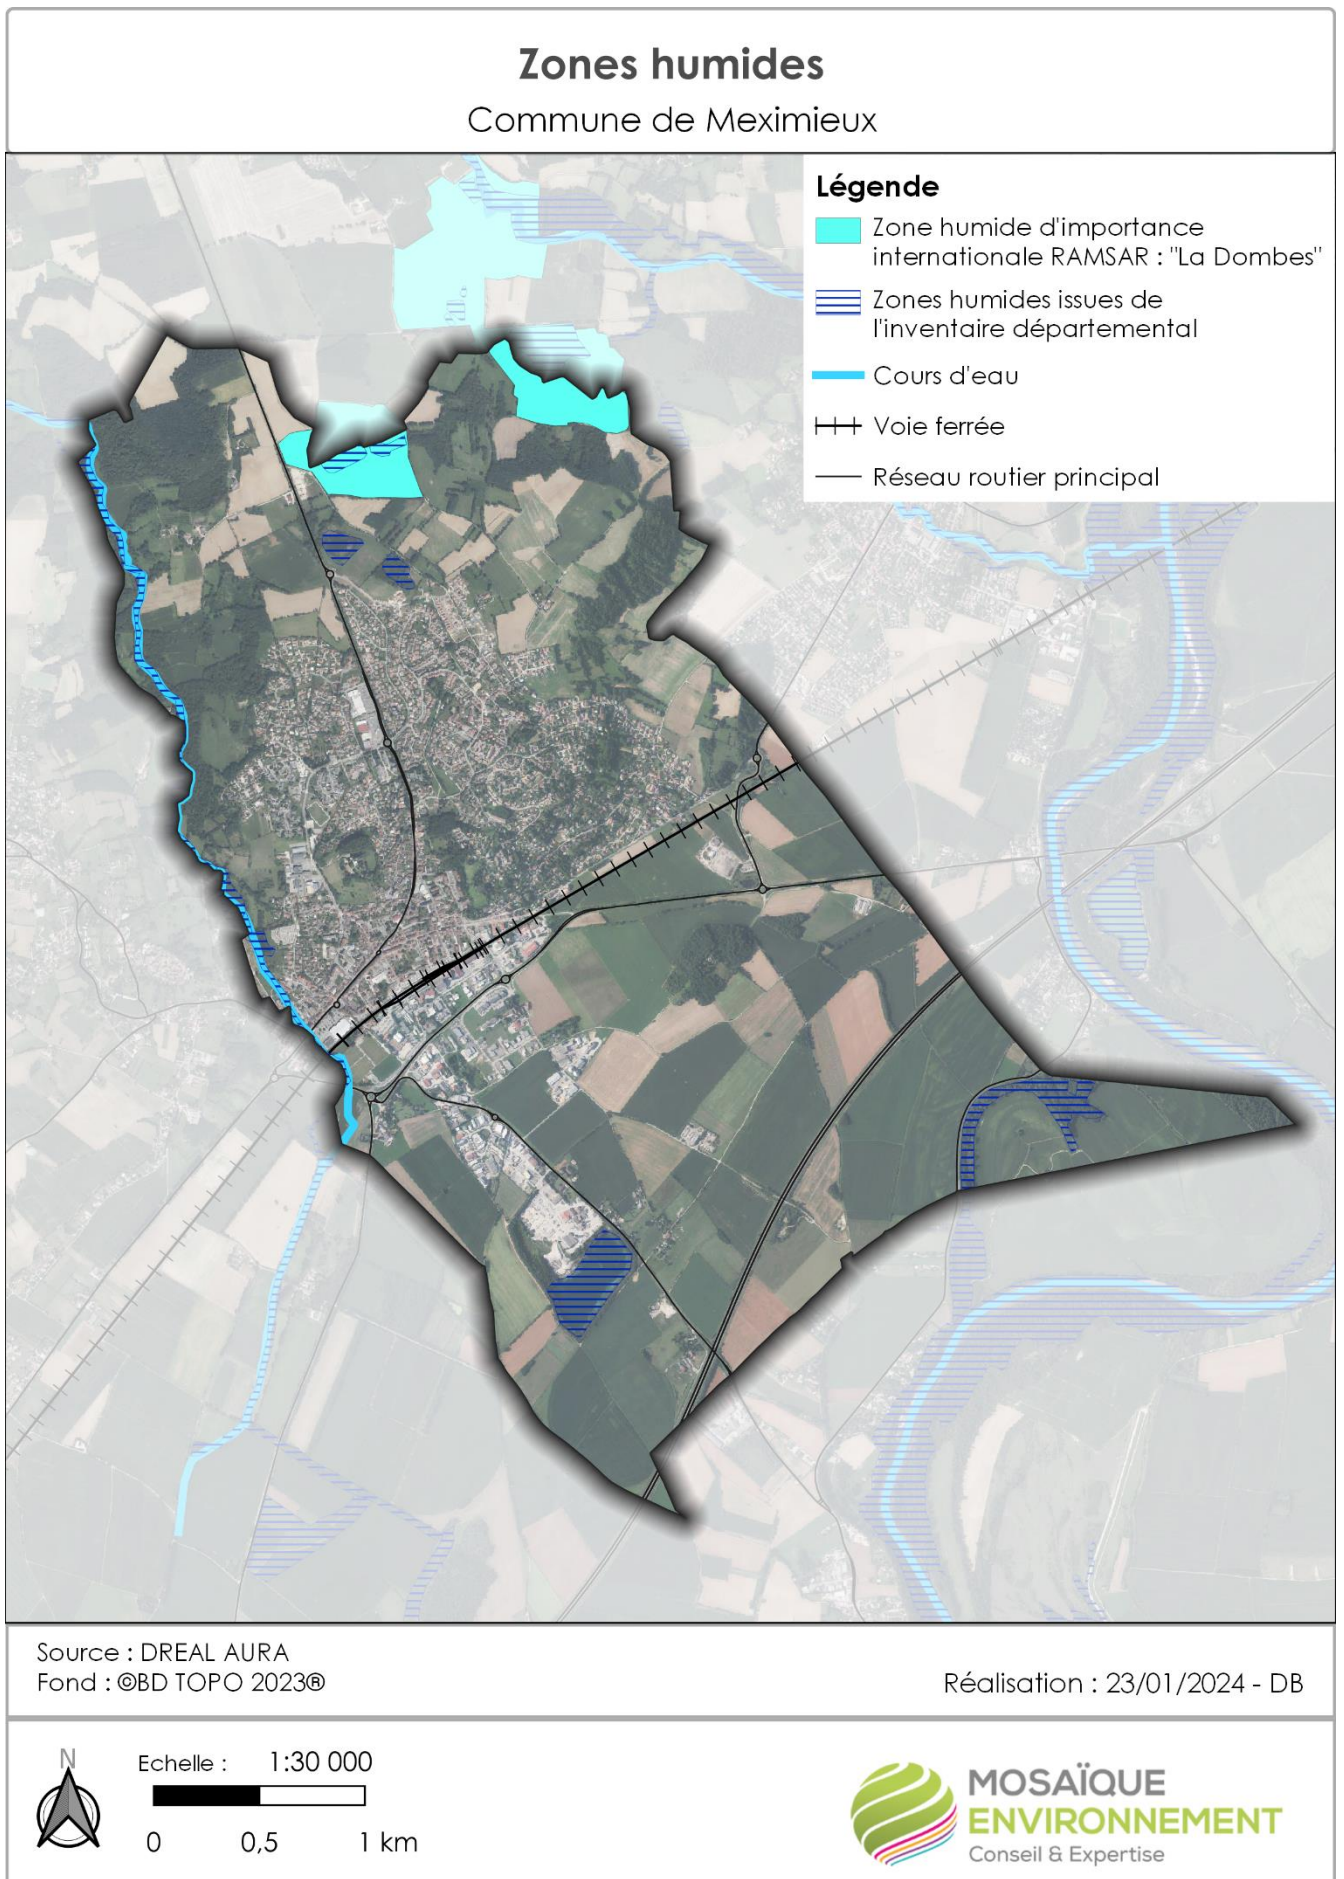 Zones humides
Commune de Meximieux
Légende
Zone humide d'importance
internationale RAMSAR : "La Dombes"
Zones humides issues de
l'inventaire départemental
Cours d'eau
Voie ferrée
Réseau routier principal
Source : DREAL AURA
Fond : ©BD TOPO 2023®
Réalisation : 23/01/2024 - DB
N
Echelle : 1:30 000
0 0,5 1 km
MOSAÏQUE
ENVIRONNEMENT
Conseil & Expertise